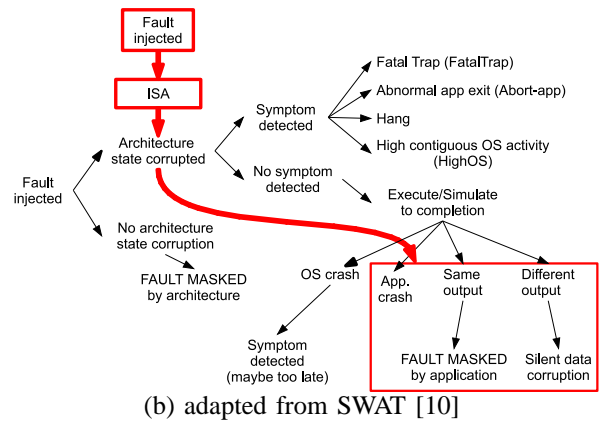 Fault
injected
ISA
Architecture
state corrupted
Fault
injected
No architecture
state corruption
FAULT MASKED
by architecture
Symptom
detected
No symptom
detected
Fatal Trap (FatalTrap)
Abnormal app exit (Abort-app)
Hang
High contiguous OS activity
(HighOS)
Execute/Simulate
to completion
OS crash
App.
crash
Same
output
Different
output
Symptom
detected
(maybe too late)
FAULT MASKED
by application
Silent data
corruption
(b) adapted from SWAT [10]